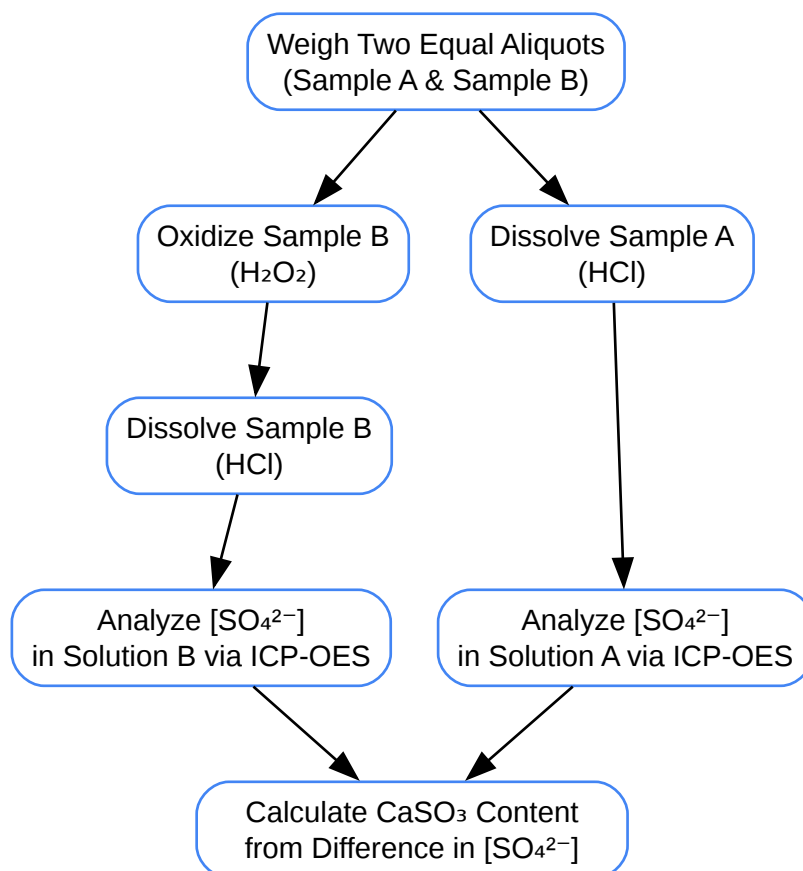 Weigh Two Equal Aliquots
(Sample A & Sample B)
Oxidize Sample B
(H₂O₂)
Dissolve Sample A
(HCl)
Dissolve Sample B
(HCl)
Analyze [SO₄²⁻]
in Solution B via ICP-OES
Analyze [SO₄²⁻]
in Solution A via ICP-OES
Calculate CaSO₃ Content
from Difference in [SO₄²⁻]